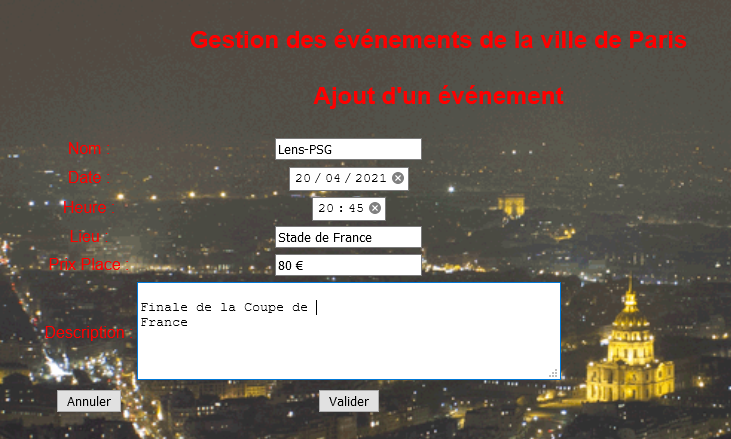 Gestion des événements de la ville de Paris
Ajout d'un événement
Nom : Lens-PSG
Date : 20 / 04 / 2021
Heure : 20 : 45
Lieu : Stade de France
Prix Place : 80 €
Finale de la Coupe de
France
Description :
Annuler Valider